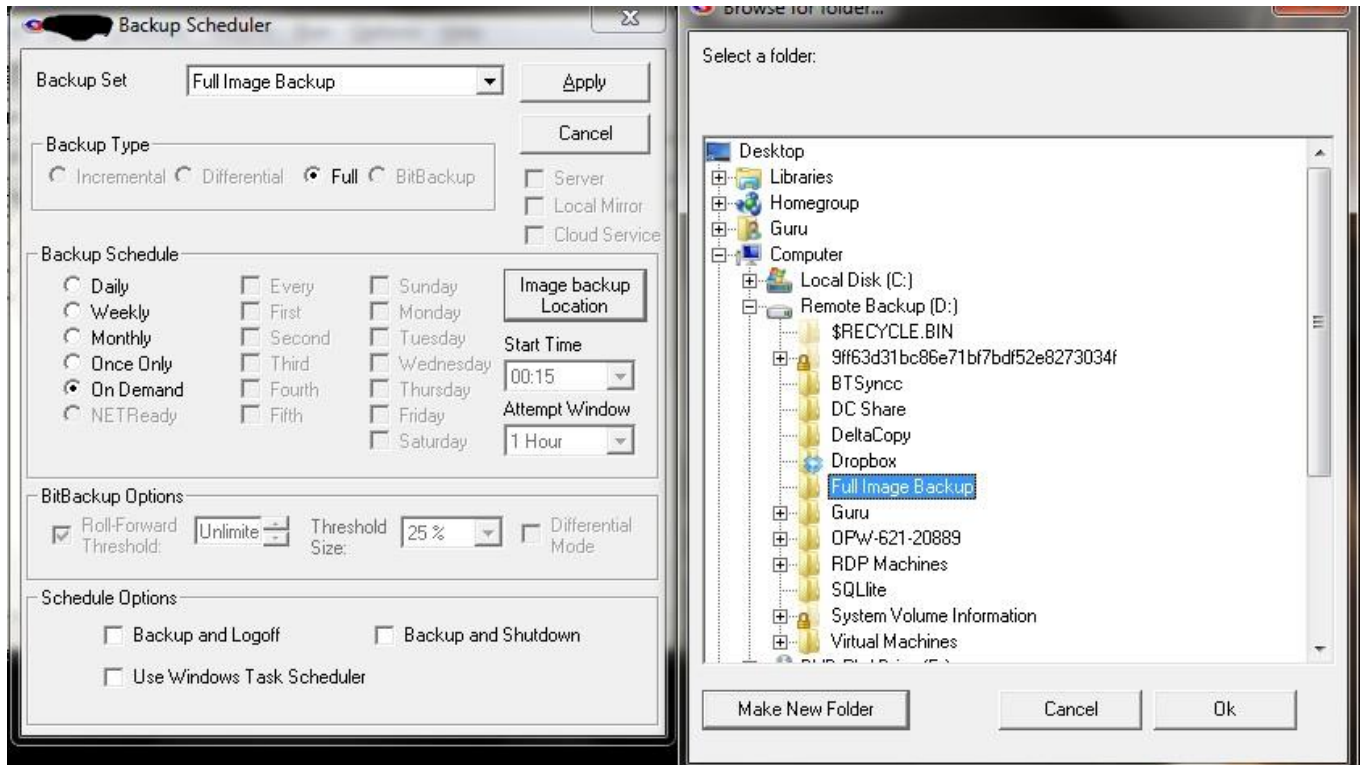 Backup Scheduler
Backup Set
Full Image Backup
Apply
Cancel
Backup Type
Incremental
Differential
Full
BitBackup
Server
Local Mirror
Cloud Service
Backup Schedule
Daily
Weekly
Monthly
Once Only
On Demand
NETReady
Every
First
Second
Third
Fourth
Fifth
Sunday
Monday
Tuesday
Wednesday
Thursday
Friday
Saturday
Image backup
Location
Start Time
00:15
Attempt Window
1 Hour
BitBackup Options
Roll-Forward
Threshold:
Unlimite
Threshold
Size:
25 %
Differential
Mode
Schedule Options
Backup and Logoff
Backup and Shutdown
Use Windows Task Scheduler
Browse for folder...
Select a folder:
Desktop
Libraries
Homegroup
Guru
Computer
Local Disk (C:)
Remote Backup (D:)
$RECYCLE.BIN
9ff63d31bc86e71bf7bdf52e8273034f
BTSyncc
DC Share
DeltaCopy
Dropbox
Full Image Backup
Guru
OPW-621-20889
RDP Machines
SQLlite
System Volume Information
Virtual Machines
Make New Folder
Cancel
Ok